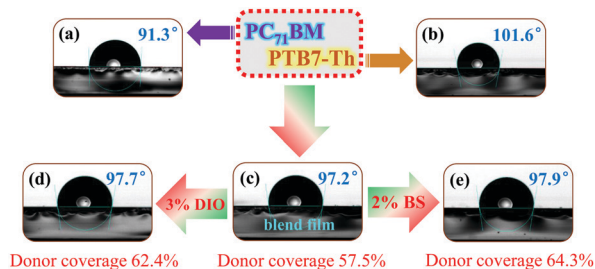 (a) 91.3°
PC₇₁BM
PTB7-Th
(b) 101.6°
(d) 97.7°
3% DIO
(c) 97.2°
blend film
2% BS
(e) 97.9°
Donor coverage 62.4%
Donor coverage 57.5%
Donor coverage 64.3%